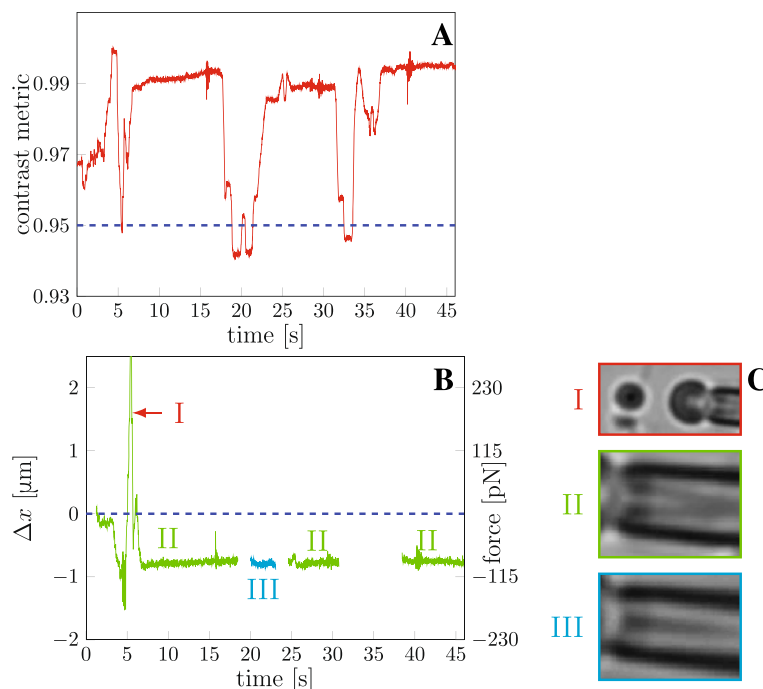 A
contrast metric
0.99
0.97
0.95
0.93
0 5 10 15 20 25 30 35 40 45
time [s]
B
C
Δx [µm]
force [pN]
2 230
1 115
0 0
−1 −115
−2 −230
I
II II II
III
0 5 10 15 20 25 30 35 40 45
time [s]
I
II
III